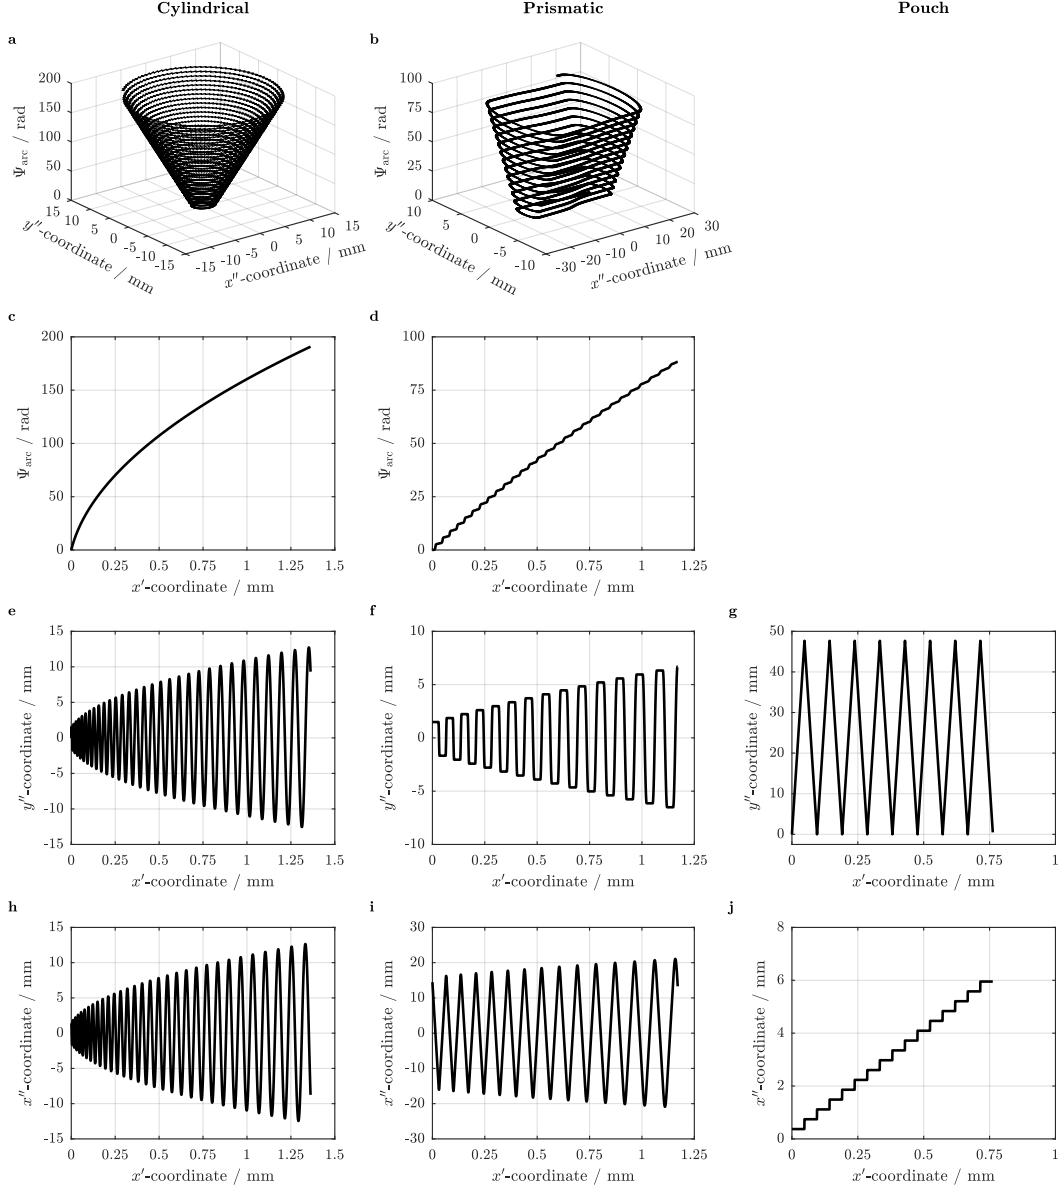 Cylindrical Prismatic Pouch
a b
200 150 100 50 0
Ψarc / rad
15 10 5 0 -5 -10 -15
y″-coordinate / mm
-15 -10 -5 0 5 10 15
x″-coordinate / mm
100 75 50 25 0
Ψarc / rad
10 5 0 -5 -10
y″-coordinate / mm
-30 -20 -10 0 10 20 30
x″-coordinate / mm
c d
200 150 100 50 0
Ψarc / rad
0 0.25 0.5 0.75 1 1.25 1.5
x′-coordinate / mm
100 75 50 25 0
Ψarc / rad
0 0.25 0.5 0.75 1 1.25
x′-coordinate / mm
e f g
15 10 5 0 -5 -10 -15
y″-coordinate / mm
0 0.25 0.5 0.75 1 1.25 1.5
x′-coordinate / mm
10 5 0 -5 -10
y″-coordinate / mm
0 0.25 0.5 0.75 1 1.25
x′-coordinate / mm
50 40 30 20 10 0
y″-coordinate / mm
0 0.25 0.5 0.75 1
x′-coordinate / mm
h i j
15 10 5 0 -5 -10 -15
x″-coordinate / mm
0 0.25 0.5 0.75 1 1.25 1.5
x′-coordinate / mm
30 20 10 0 -10 -20 -30
x″-coordinate / mm
0 0.25 0.5 0.75 1 1.25
x′-coordinate / mm
8 6 4 2 0
x″-coordinate / mm
0 0.25 0.5 0.75 1
x′-coordinate / mm